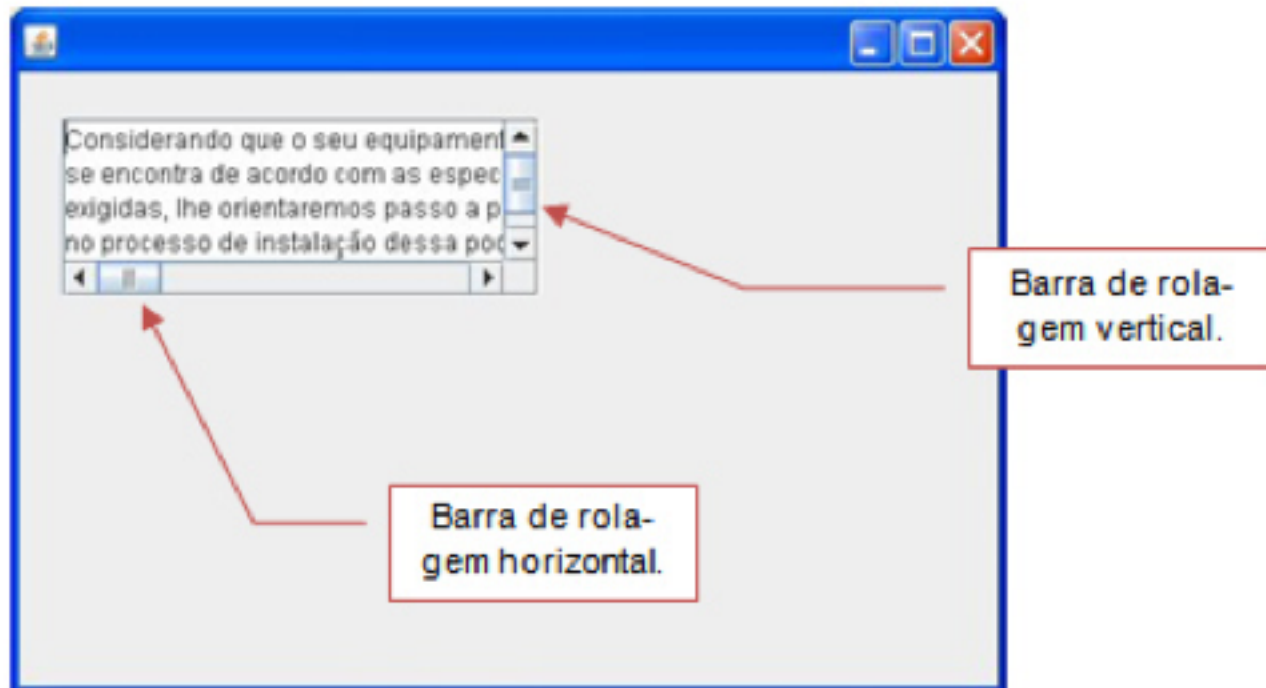 Considerando que o seu equipament
se encontra de acordo com as espec
exigidas, lhe orientaremos passo a p
no processo de instalação dessa poc
Barra de rola-
gem vertical.
Barra de rola-
gem horizontal.